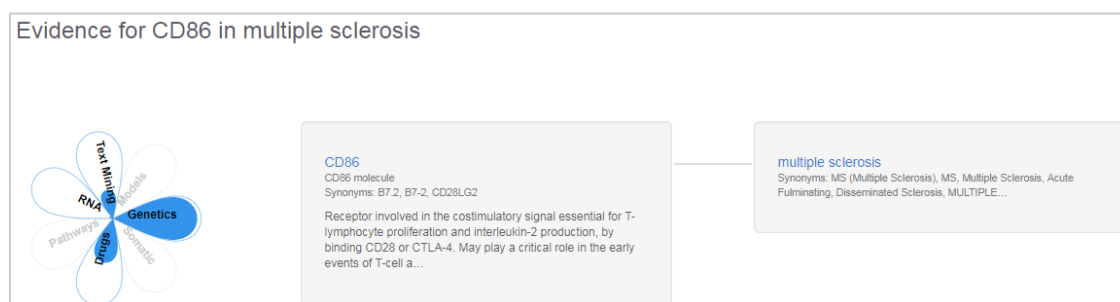 Evidence for CD86 in multiple sclerosis
Text Mining
Models
RNA
Genetics
Pathways
Somatic
Drugs
CD86
CD86 molecule
Synonyms: B7.2, B7-2, CD28LG2
Receptor involved in the costimulatory signal essential for T-
lymphocyte proliferation and interleukin-2 production, by
binding CD28 or CTLA-4. May play a critical role in the early
events of T-cell a...
multiple sclerosis
Synonyms: MS (Multiple Sclerosis), MS, Multiple Sclerosis, Acute
Fulminating, Disseminated Sclerosis, MULTIPLE...